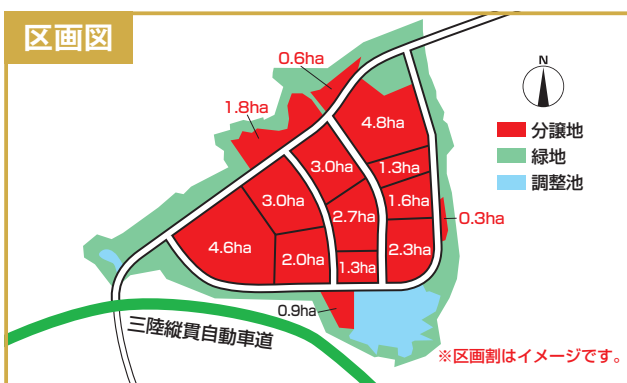 区画図
0.6ha
1.8ha
4.8ha
3.0ha
1.3ha
3.0ha
1.6ha
2.7ha
0.3ha
4.6ha
2.0ha
1.3ha
2.3ha
0.9ha
三陸縦貫自動車道
N
分譲地
緑地
調整池
※区画割はイメージです。